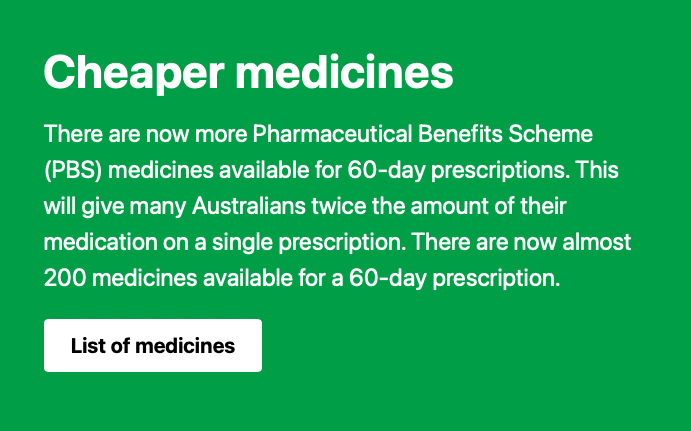 Cheaper medicines
There are now more Pharmaceutical Benefits Scheme
(PBS) medicines available for 60-day prescriptions. This
will give many Australians twice the amount of their
medication on a single prescription. There are now almost
200 medicines available for a 60-day prescription.
List of medicines